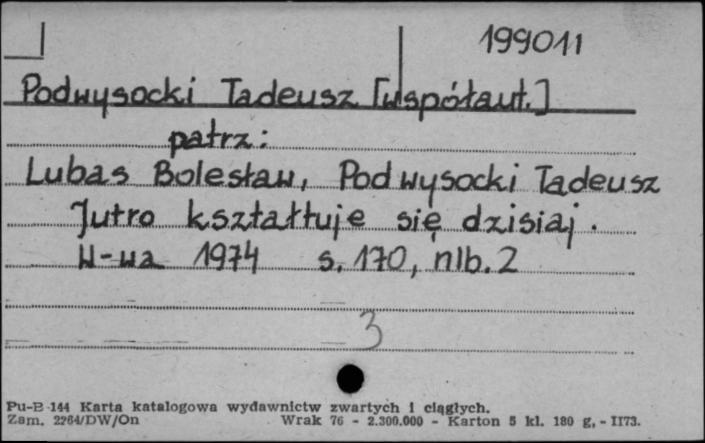 199011
Podwysocki Tadeusz [współaut.]
patrz:
Lubas Bolesław, Podwysocki Tadeusz
Jutro kształtuje się dzisiaj.
W-wa 1974 s. 170, nlb. 2
3
Pu-B 144 Karta katalogowa wydawnictw zwartych i ciągłych.
Zam. 2264/DW/On Wrak 76 - 2.300.000 - Karton 5 kl. 180 g, - II73.